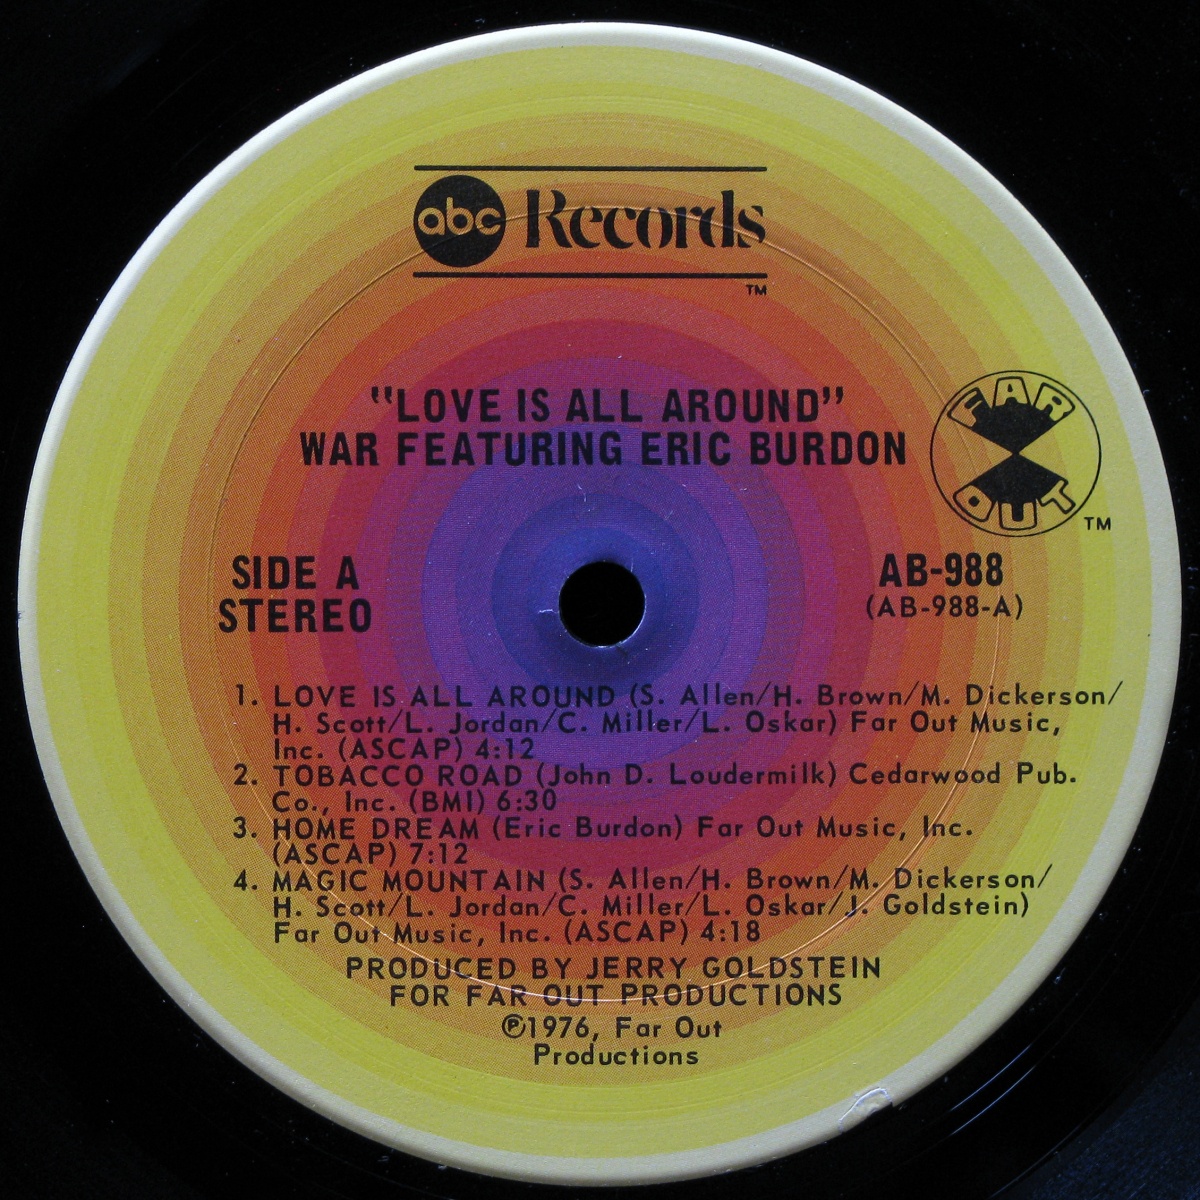 abc Records
TM
"LOVE IS ALL AROUND"
WAR FEATURING ERIC BURDON
FAR
OUT
TM
SIDE A
STEREO
AB-988
(AB-988-A)
1. LOVE IS ALL AROUND (S. Allen/H. Brown/M. Dickerson/
H. Scott/L. Jordan/C. Miller/L. Oskar) Far Out Music,
Inc. (ASCAP) 4:12
2. TOBACCO ROAD (John D. Loudermilk) Cedarwood Pub.
Co., Inc. (BMI) 6:30
3. HOME DREAM (Eric Burdon) Far Out Music, Inc.
(ASCAP) 7:12
4. MAGIC MOUNTAIN (S. Allen/H. Brown/M. Dickerson/
H. Scott/L. Jordan/C. Miller/L. Oskar/J. Goldstein)
Far Out Music, Inc. (ASCAP) 4:18
PRODUCED BY JERRY GOLDSTEIN
FOR FAR OUT PRODUCTIONS
℗1976, Far Out
Productions